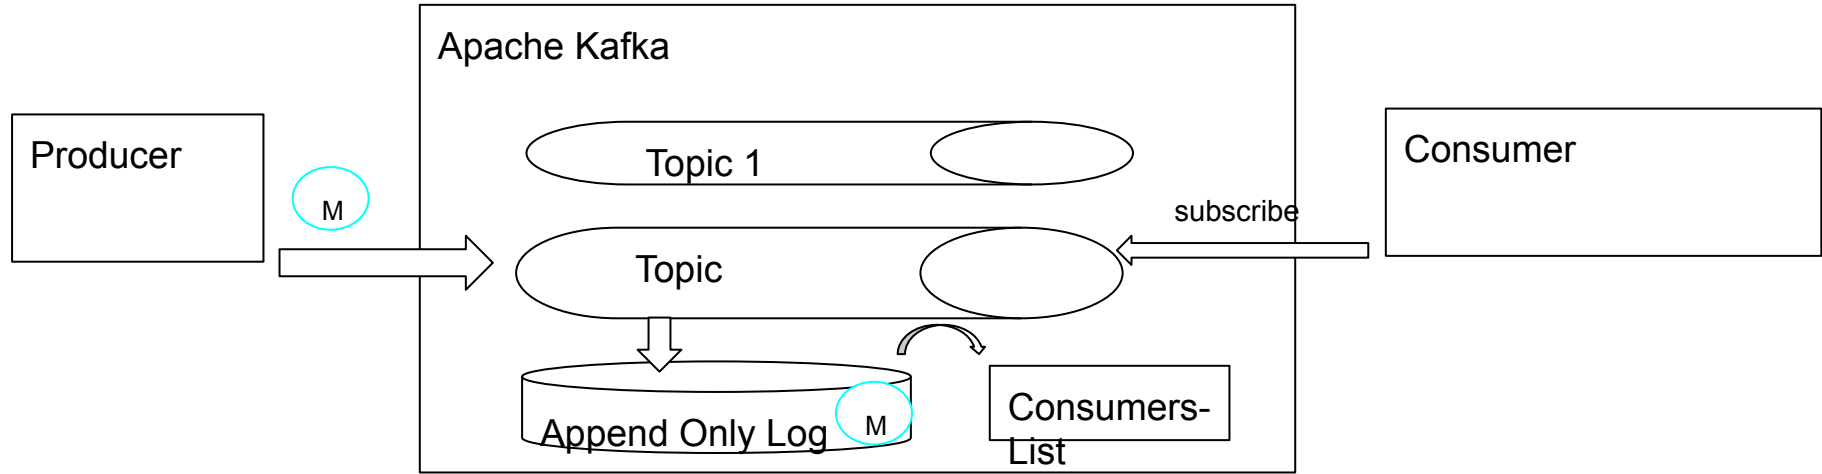 Apache Kafka
Producer
Consumer
Topic 1
M
subscribe
Topic
Append Only Log
M
Consumers-
List